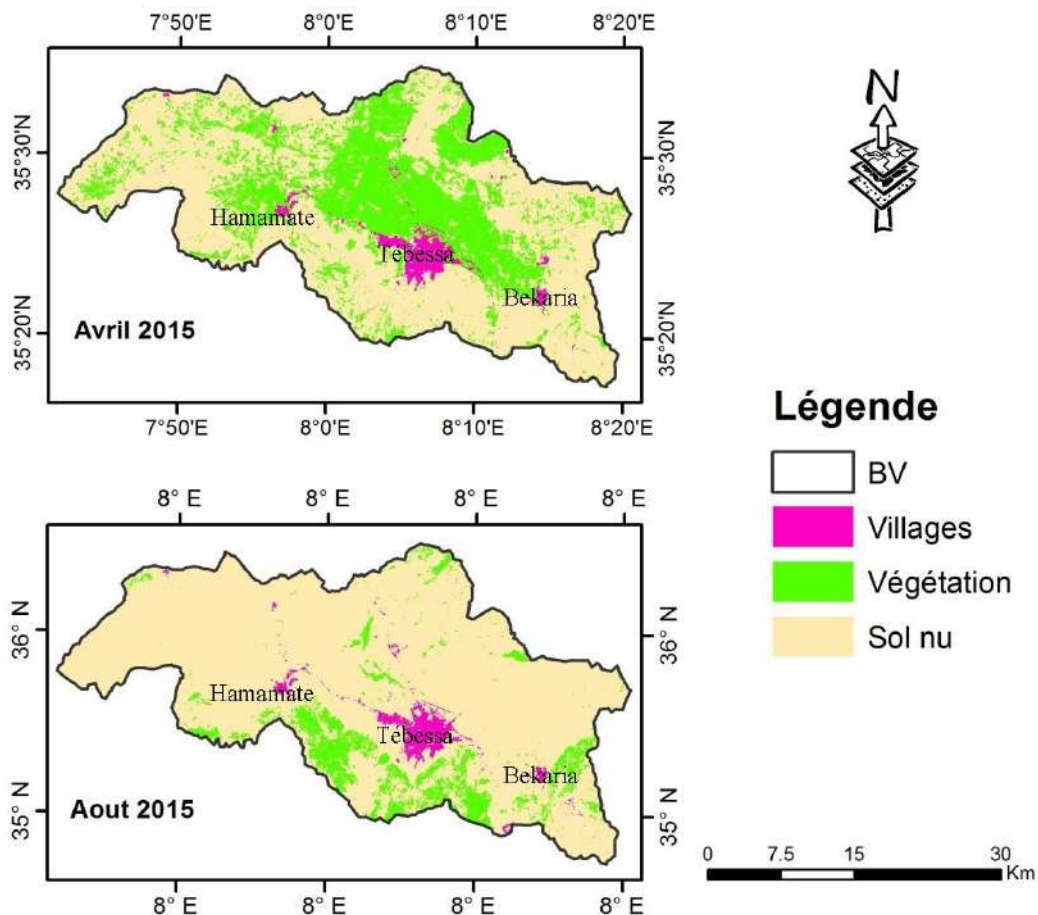 7°50'E 8°0'E 8°10'E 8°20'E
35°30'N 35°30'N
35°20'N 35°20'N
Hamamate
Tébessa
Bekaria
Avril 2015
7°50'E 8°0'E 8°10'E 8°20'E
8° E 8° E 8° E 8° E
36° N 36° N
35° N 35° N
Hamamate
Tébessa
Bekaria
Aout 2015
8° E 8° E 8° E 8° E
N
Légende
BV
Villages
Végétation
Sol nu
0 7.5 15 30
Km